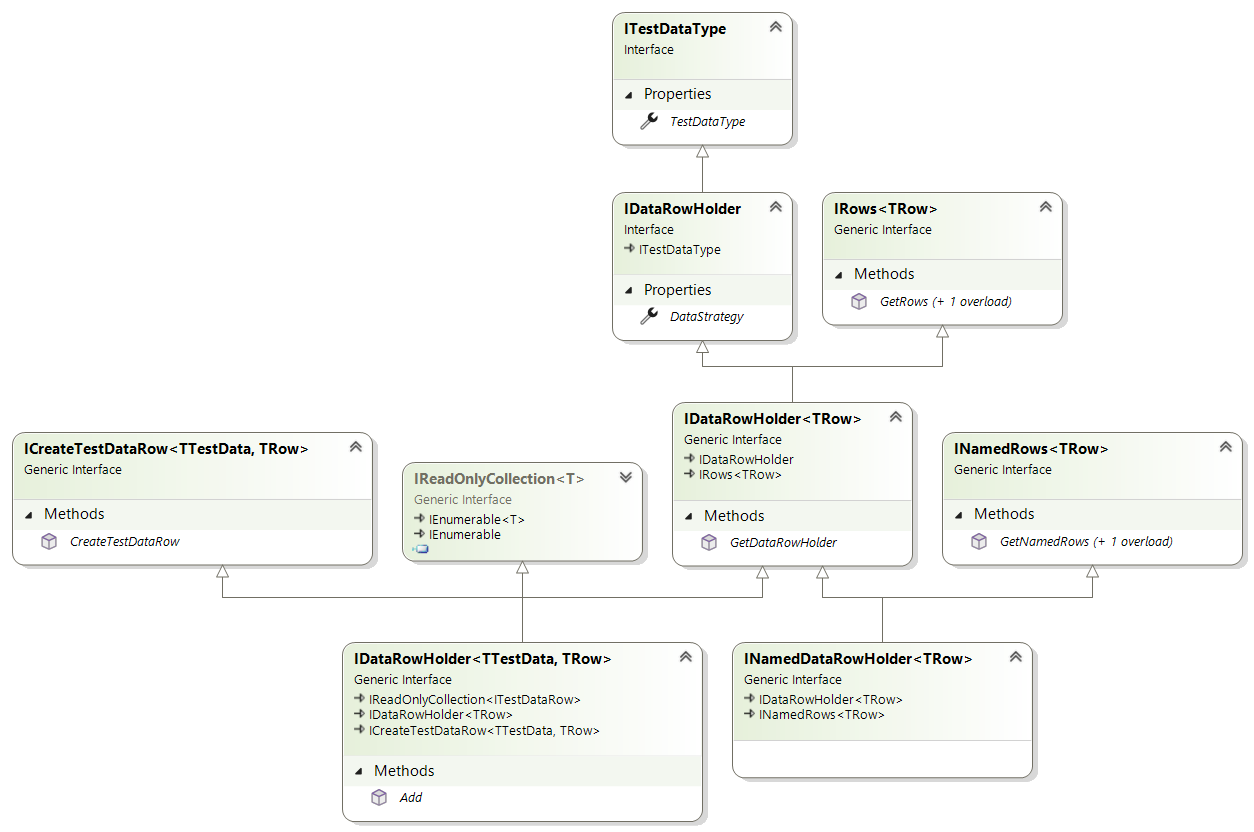 ITestDataType
Interface
Properties
TestDataType
IDataRowHolder
Interface
ITestDataType
Properties
DataStrategy
IRows<TRow>
Generic Interface
Methods
GetRows (+ 1 overload)
ICreateTestDataRow<TTestData, TRow>
Generic Interface
Methods
CreateTestDataRow
IReadOnlyCollection<T>
Generic Interface
IEnumerable<T>
IEnumerable
IDataRowHolder<TRow>
Generic Interface
IDataRowHolder
IRows<TRow>
Methods
GetDataRowHolder
INamedRows<TRow>
Generic Interface
Methods
GetNamedRows (+ 1 overload)
IDataRowHolder<TTestData, TRow>
Generic Interface
IReadOnlyCollection<ITestDataRow>
IDataRowHolder<TRow>
ICreateTestDataRow<TTestData, TRow>
Methods
Add
INamedDataRowHolder<TRow>
Generic Interface
IDataRowHolder<TRow>
INamedRows<TRow>